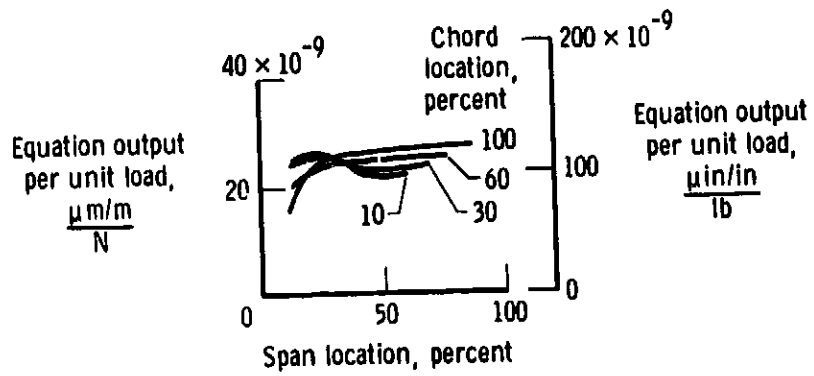 40 × 10⁻⁹
20
0
50
100
Span location, percent
Equation output
per unit load,
μm/m
N
Chord
location,
percent
100
60
30
10
200 × 10⁻⁹
100
0
Equation output
per unit load,
μin/in
lb